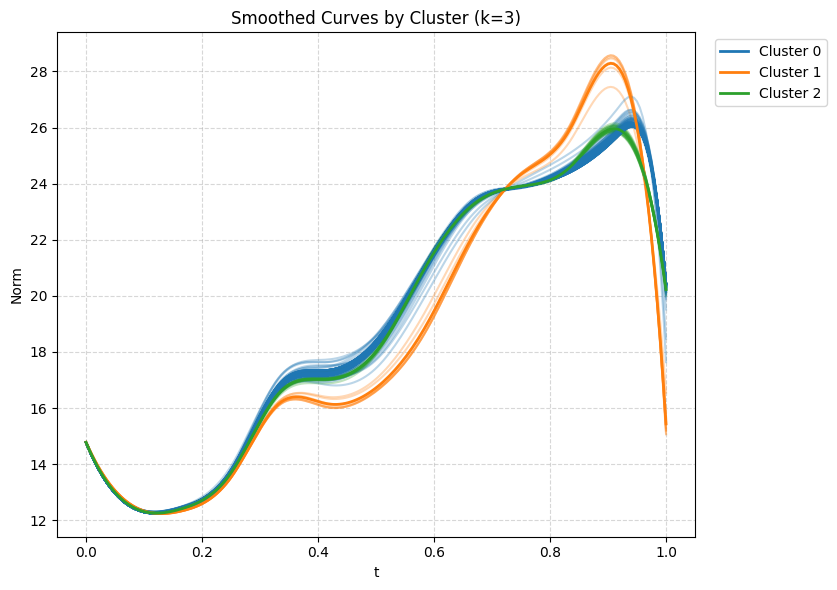 Smoothed Curves by Cluster (k=3)
Cluster 0
Cluster 1
Cluster 2
Norm
28
26
24
22
20
18
16
14
12
0.0 0.2 0.4 0.6 0.8 1.0
t